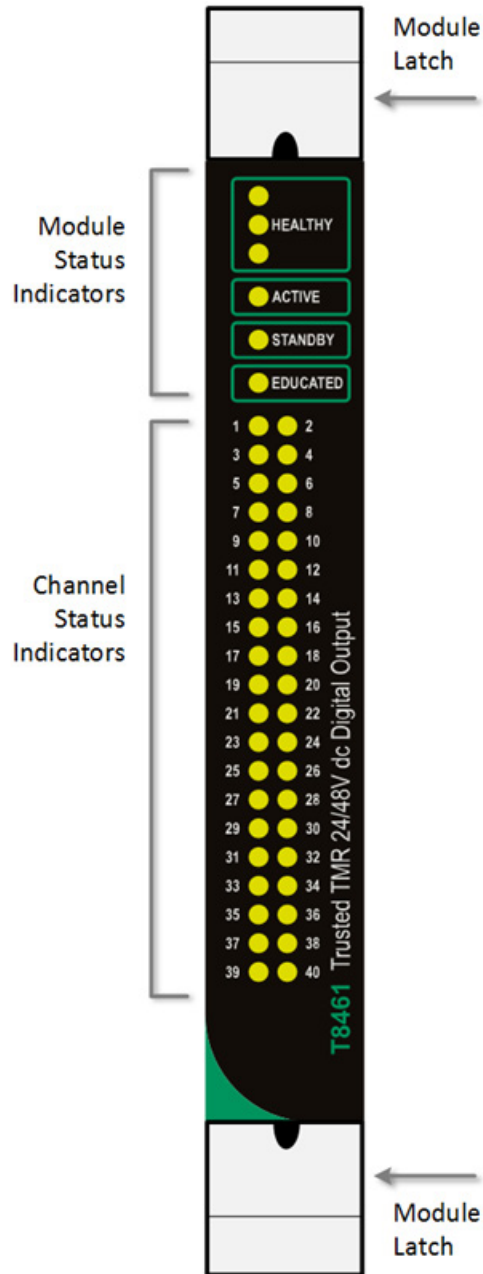 Module
Latch
Module
Status
Indicators
HEALTHY
ACTIVE
STANDBY
EDUCATED
Channel
Status
Indicators
1 2
3 4
5 6
7 8
9 10
11 12
13 14
15 16
17 18
19 20
21 22
23 24
25 26
27 28
29 30
31 32
33 34
35 36
37 38
39 40
T8461 Trusted TMR 24/48V dc Digital Output
Module
Latch